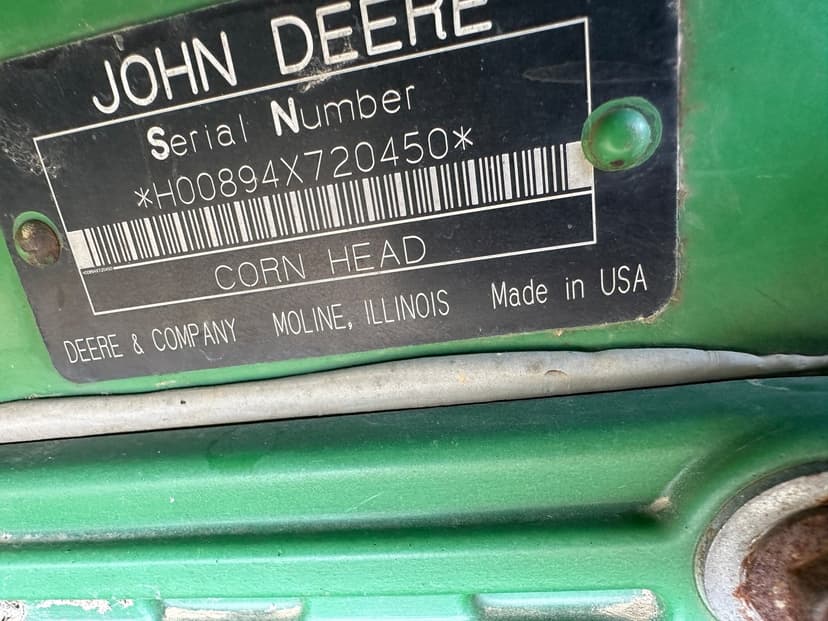 JOHN DEERE
Serial Number
*H00894X720450*
CORN HEAD
DEERE & COMPANY MOLINE, ILLINOIS Made in USA